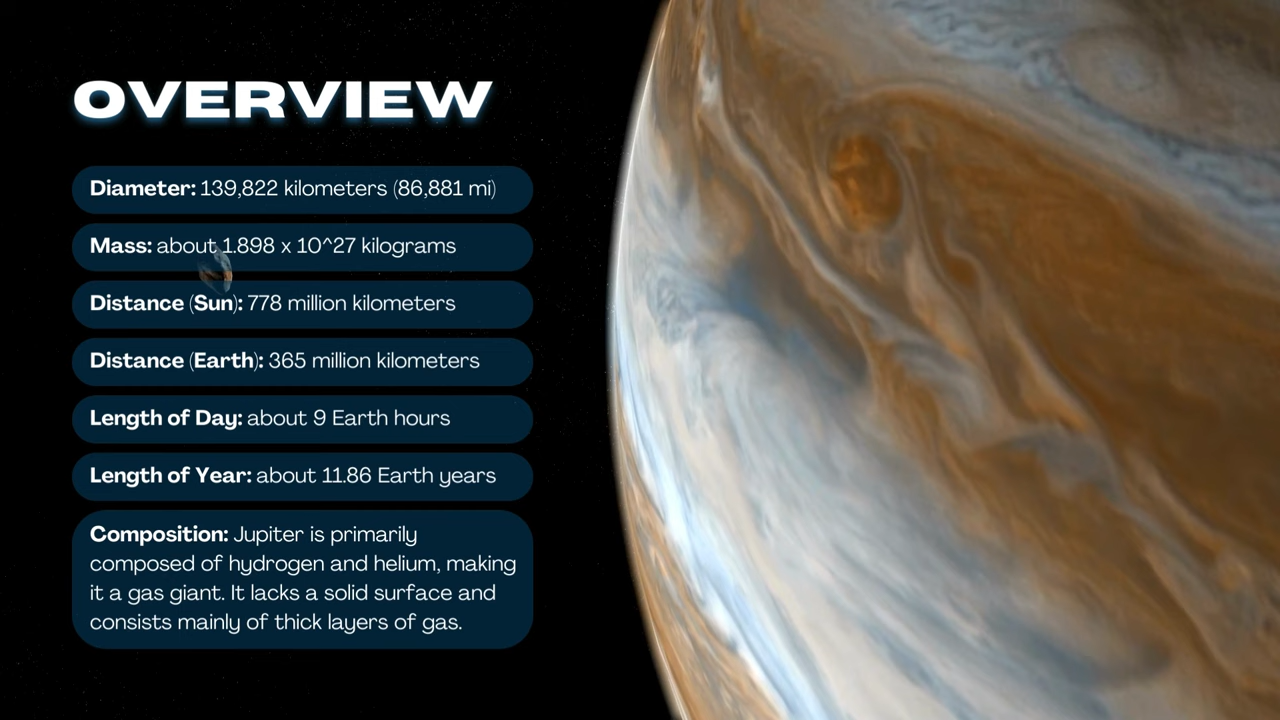 OVERVIEW
Diameter: 139,822 kilometers (86,881 mi)
Mass: about 1.898 x 10^27 kilograms
Distance (Sun): 778 million kilometers
Distance (Earth): 365 million kilometers
Length of Day: about 9 Earth hours
Length of Year: about 11.86 Earth years
Composition: Jupiter is primarily
composed of hydrogen and helium, making
it a gas giant. It lacks a solid surface and
consists mainly of thick layers of gas.